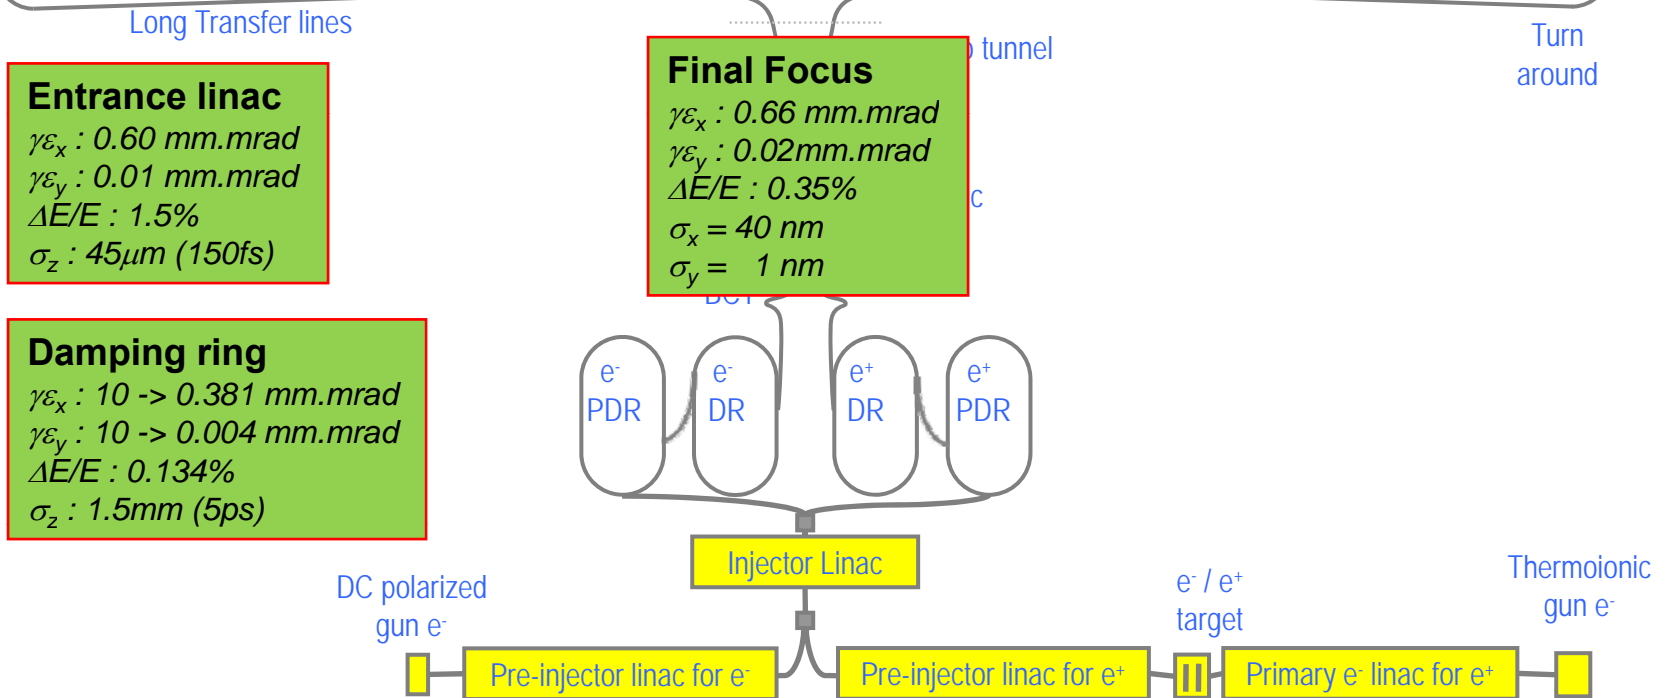 Long Transfer lines
tunnel
Turn
around
Entrance linac
γεx : 0.60 mm.mrad
γεy : 0.01 mm.mrad
ΔE/E : 1.5%
σz : 45μm (150fs)
Final Focus
γεx : 0.66 mm.mrad
γεy : 0.02mm.mrad
ΔE/E : 0.35%
σx = 40 nm
σy = 1 nm
c
Damping ring
γεx : 10 -> 0.381 mm.mrad
γεy : 10 -> 0.004 mm.mrad
ΔE/E : 0.134%
σz : 1.5mm (5ps)
e-
PDR
e-
DR
e+
DR
e+
PDR
Injector Linac
DC polarized
gun e-
e- / e+
target
Thermoionic
gun e-
Pre-injector linac for e-
Pre-injector linac for e+
Primary e- linac for e+